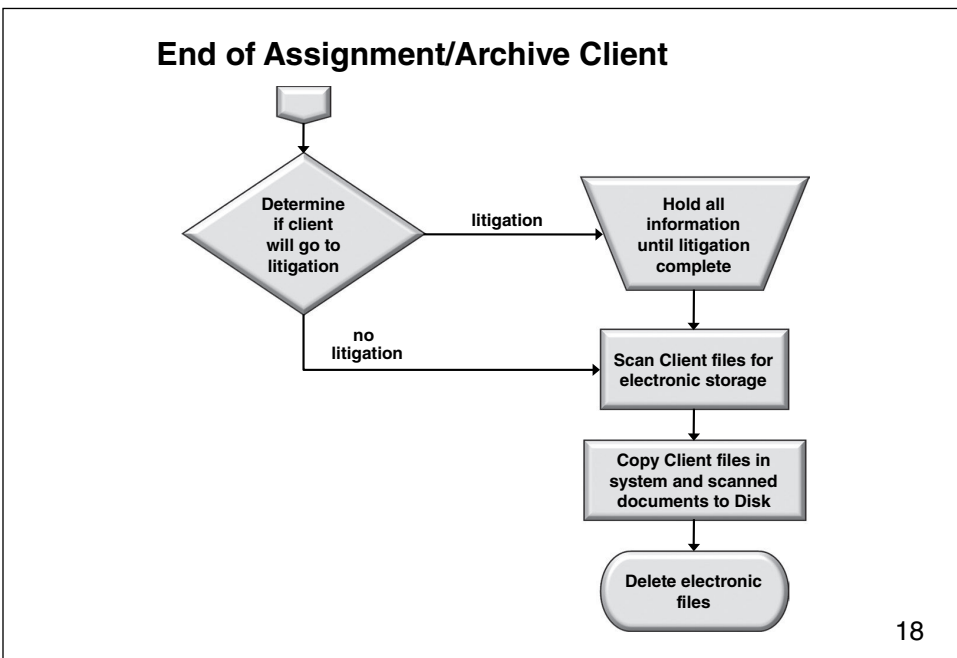 End of Assignment/Archive Client
Determine
if client
will go to
litigation
litigation
Hold all
information
until litigation
complete
no
litigation
Scan Client files for
electronic storage
Copy Client files in
system and scanned
documents to Disk
Delete electronic
files
18